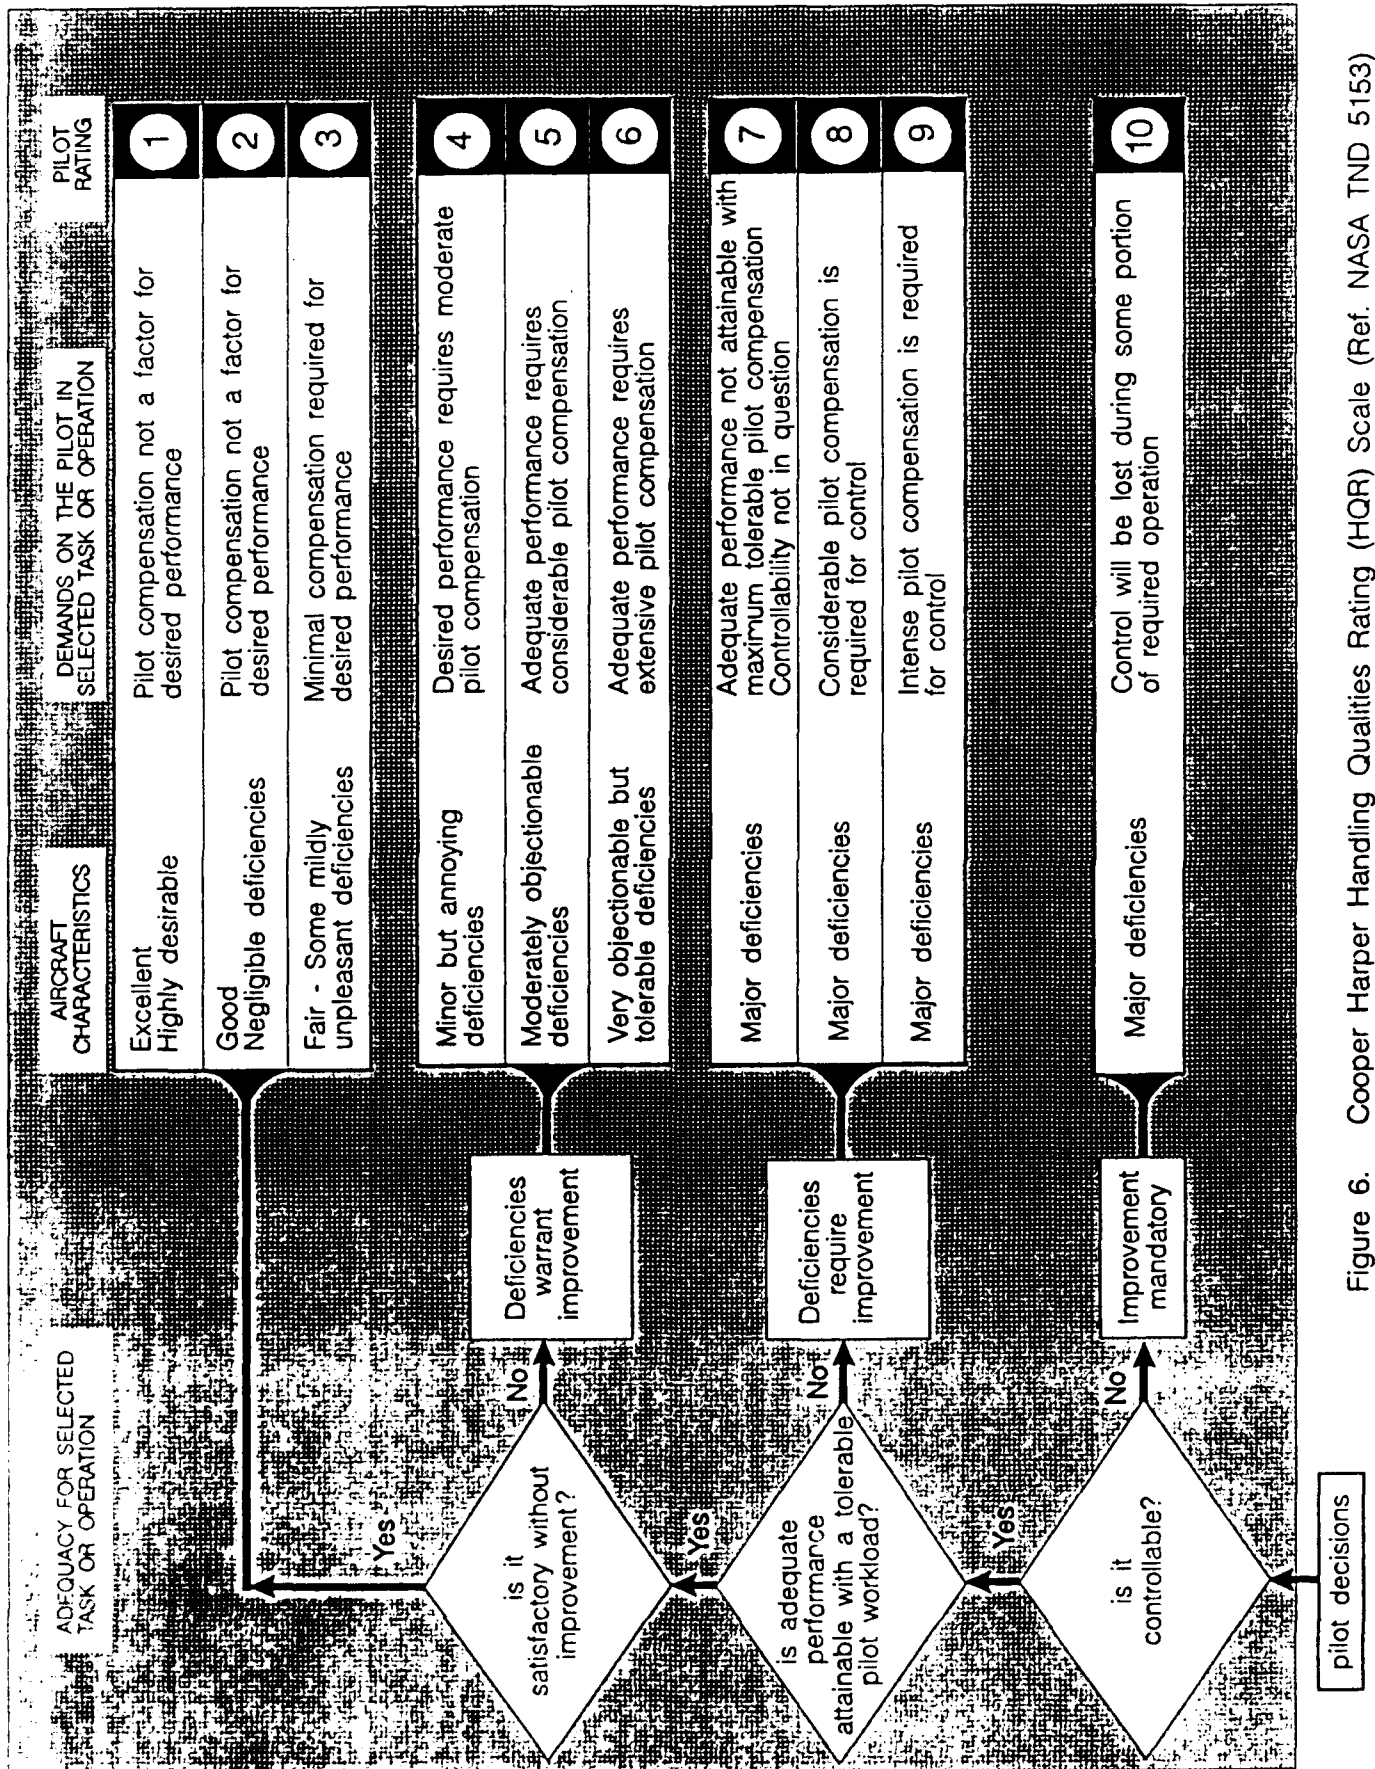 ADEQUACY FOR SELECTED
TASK OR OPERATION
AIRCRAFT
CHARACTERISTICS
DEMANDS ON THE PILOT IN
SELECTED TASK OR OPERATION
PILOT
RATING
Excellent
Highly desirable
Pilot compensation not a factor for
desired performance
1
Good
Negligible deficiencies
Pilot compensation not a factor for
desired performance
2
Fair - Some mildly
unpleasant deficiencies
Minimal compensation required for
desired performance
3
Yes
is it
satisfactory without
improvement?
No
Deficiencies
warrant
improvement
Minor but annoying
deficiencies
Desired performance requires moderate
pilot compensation
4
Moderately objectionable
deficiencies
Adequate performance requires
considerable pilot compensation
5
Very objectionable but
tolerable deficiencies
Adequate performance requires
extensive pilot compensation
6
Yes
is adequate
performance
attainable with a tolerable
pilot workload?
No
Deficiencies
require
improvement
Major deficiencies
Adequate performance not attainable with
maximum tolerable pilot compensation
Controllability not in question
7
Major deficiencies
Considerable pilot compensation is
required for control
8
Major deficiencies
Intense pilot compensation is required
for control
9
Yes
is it
controllable?
No
Improvement
mandatory
Major deficiencies
Control will be lost during some portion
of required operation
10
pilot decisions
Figure 6. Cooper Harper Handling Qualities Rating (HQR) Scale (Ref. NASA TND 5153)